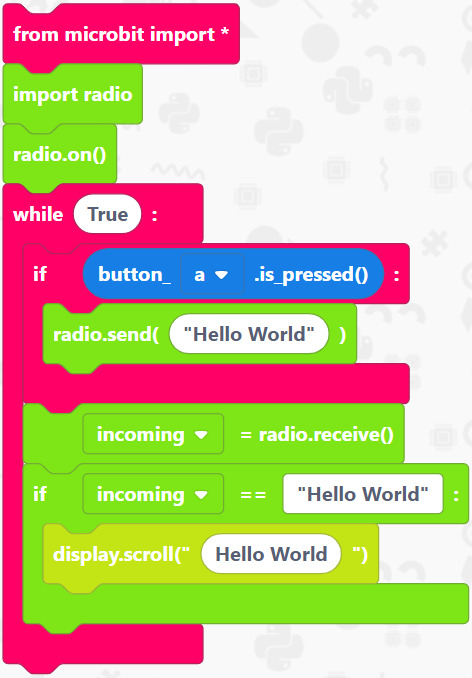 from microbit import *
import radio
radio.on()
while True :
if button_ a .is_pressed() :
radio.send( "Hello World" )
incoming = radio.receive()
if incoming == "Hello World" :
display.scroll(" Hello World ")